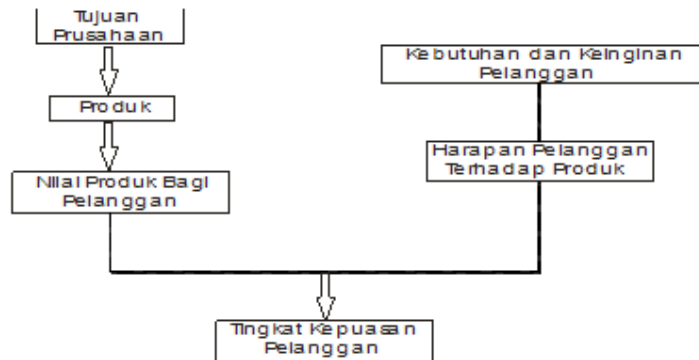 Tujuan
Prusahaan
Kebutuhan dan Keinginan
Pelanggan
Produk
Harapan Pelanggan
Terhadap Produk
Nilai Produk Bagi
Pelanggan
Tingkat Kepuasan
Pelanggan